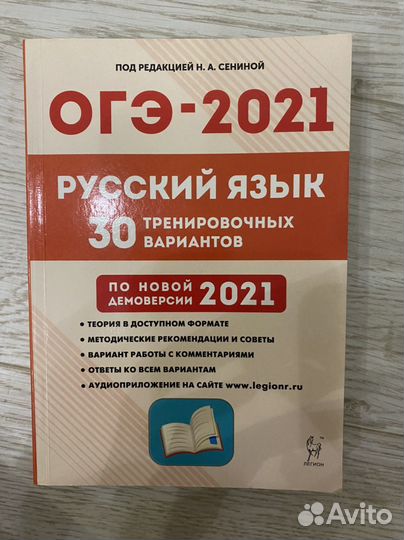 ПОД РЕДАКЦИЕЙ Н. А. СЕНИНОЙ
ОГЭ-2021
РУССКИЙ ЯЗЫК
30 ТРЕНИРОВОЧНЫХ
ВАРИАНТОВ
ПО НОВОЙ
ДЕМОВЕРСИИ 2021
• ТЕОРИЯ В ДОСТУПНОМ ФОРМАТЕ
• МЕТОДИЧЕСКИЕ РЕКОМЕНДАЦИИ И СОВЕТЫ
• ВАРИАНТ РАБОТЫ С КОММЕНТАРИЯМИ
• ОТВЕТЫ КО ВСЕМ ВАРИАНТАМ
• АУДИОПРИЛОЖЕНИЕ НА САЙТЕ www.legionr.ru
ЛЕГИОН
Avito